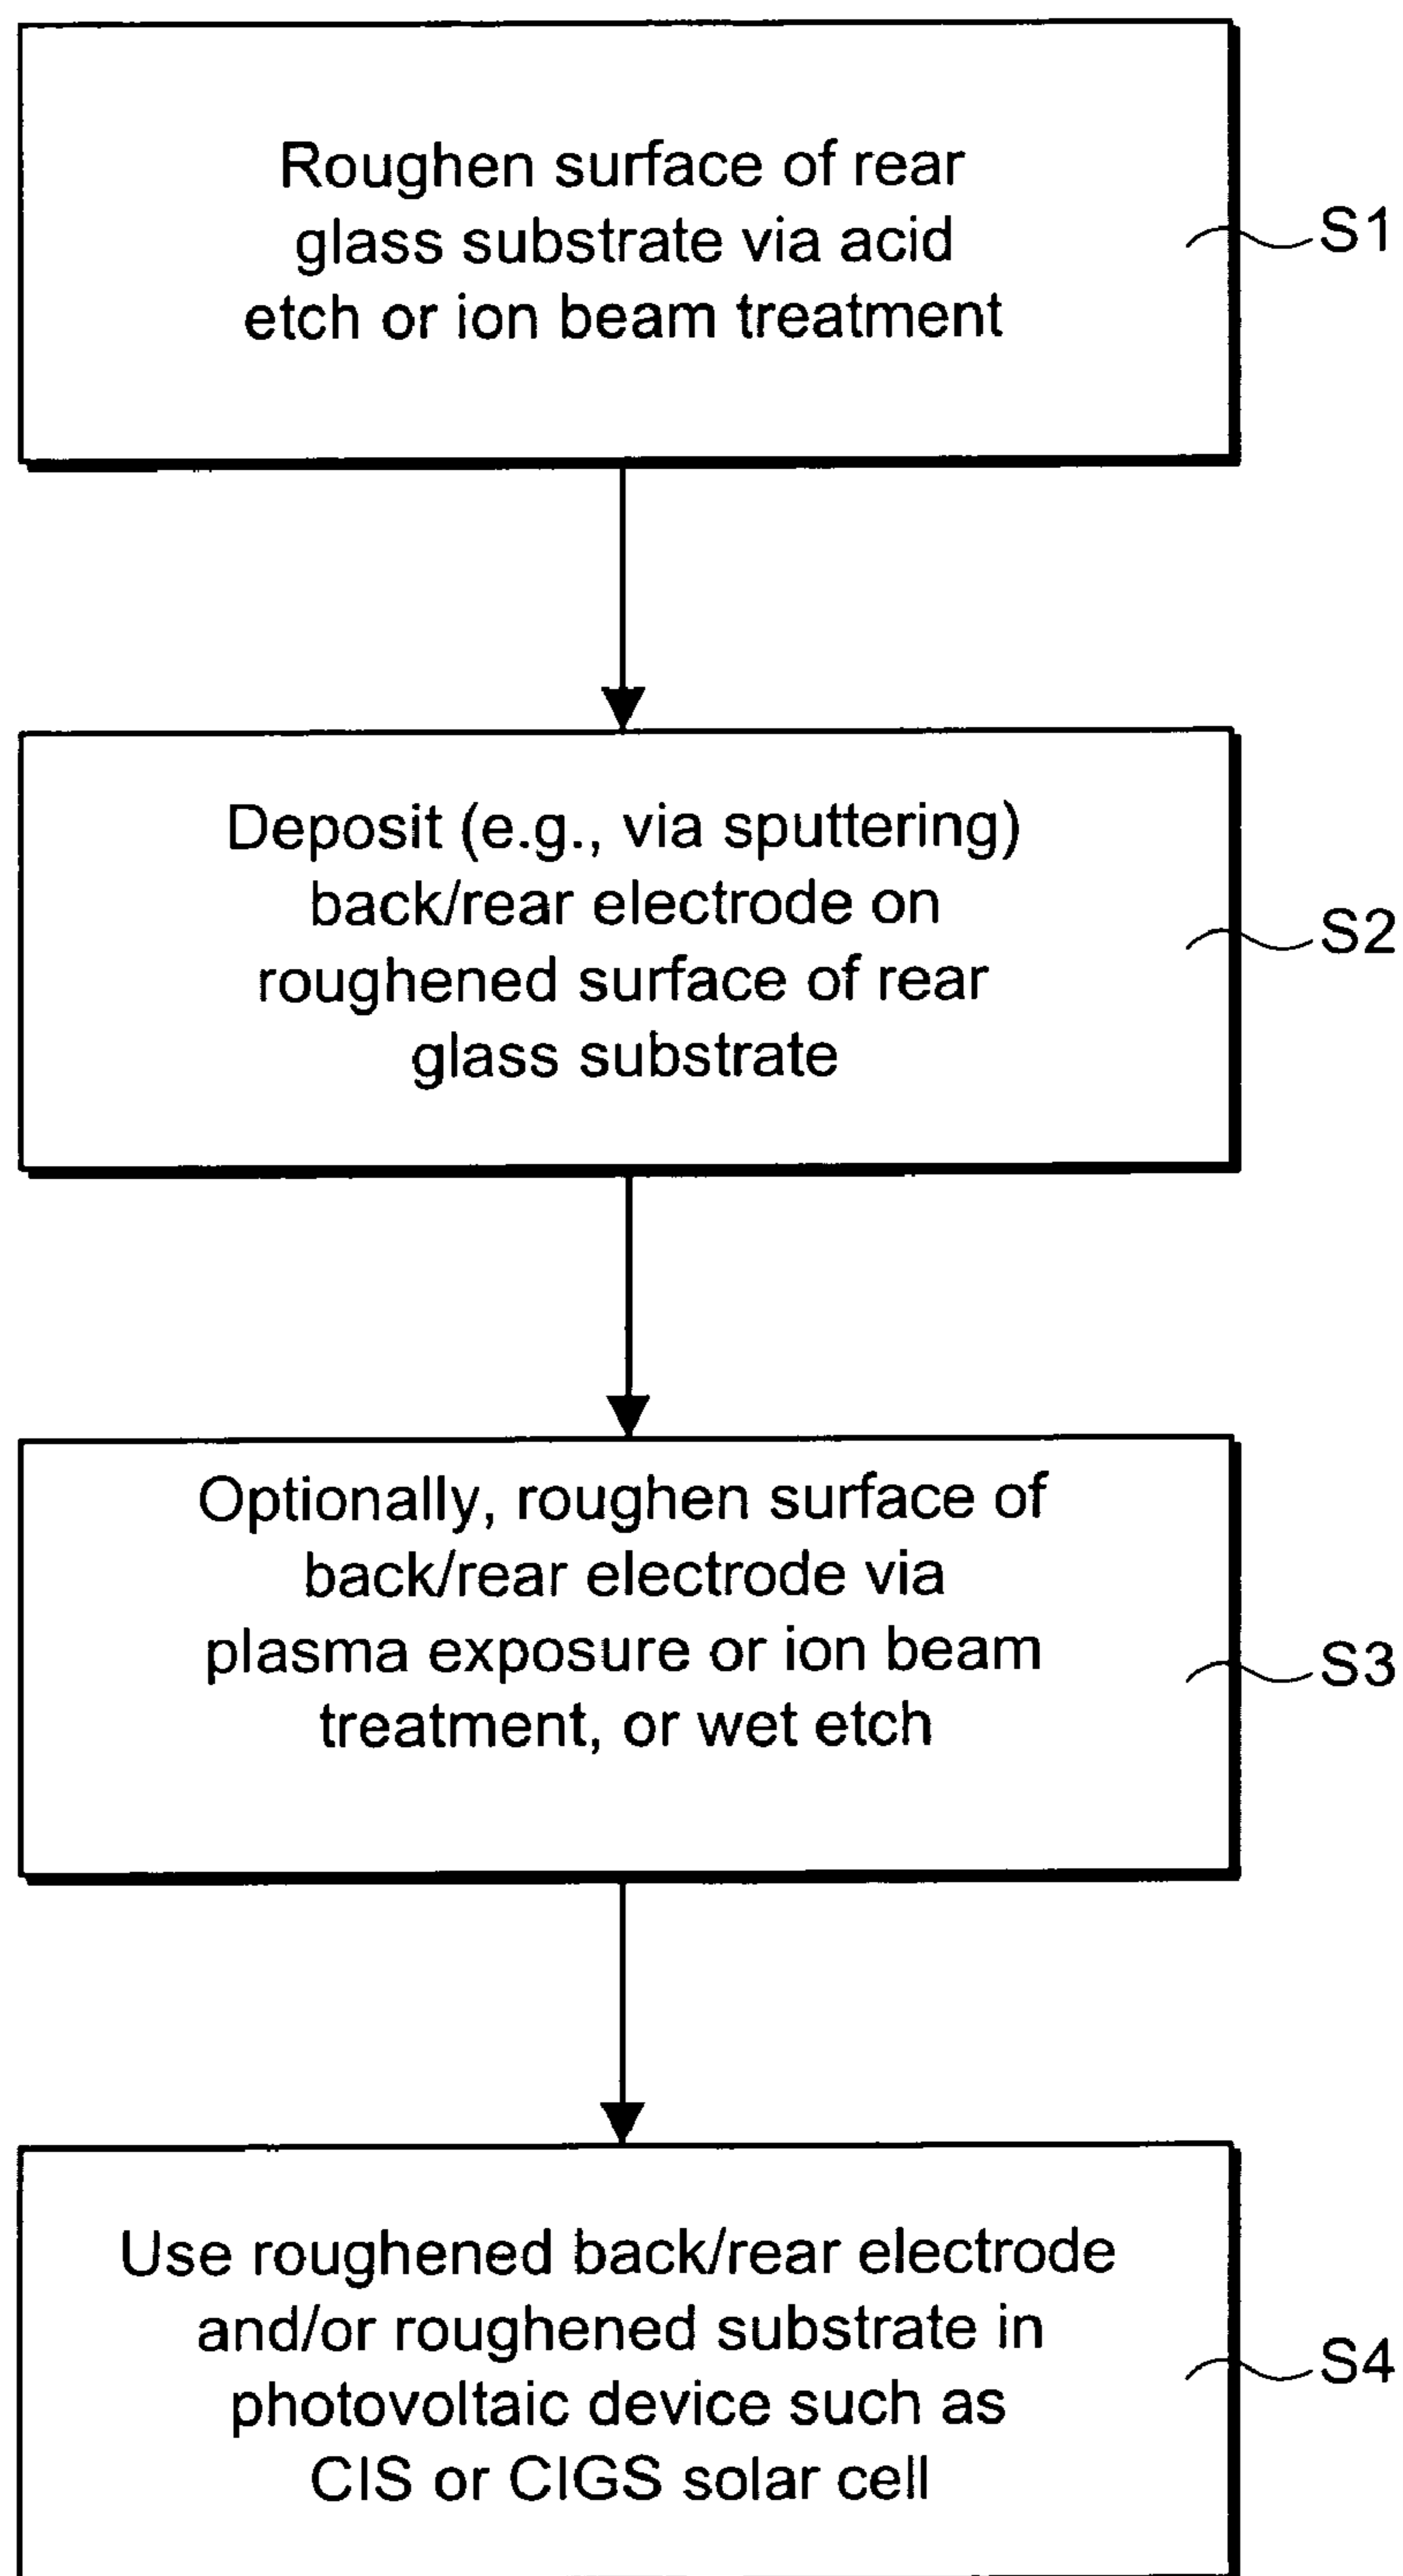 Roughen surface of rear
glass substrate via acid
etch or ion beam treatment
S1
Deposit (e.g., via sputtering)
back/rear electrode on
roughened surface of rear
glass substrate
S2
Optionally, roughen surface of
back/rear electrode via
plasma exposure or ion beam
treatment, or wet etch
S3
Use roughened back/rear electrode
and/or roughened substrate in
photovoltaic device such as
CIS or CIGS solar cell
S4